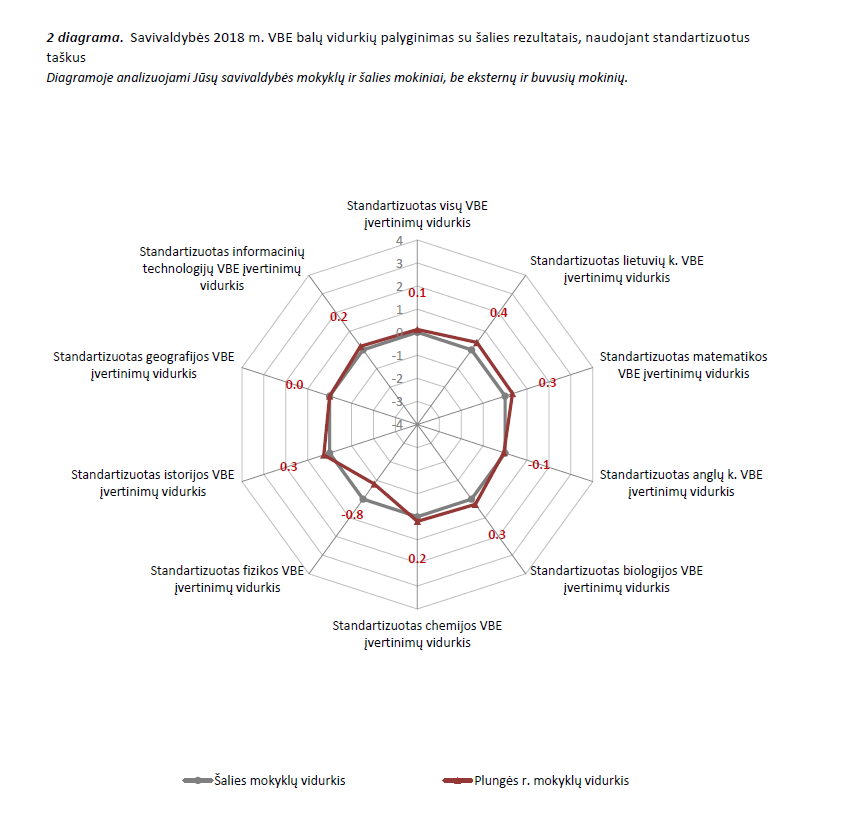 2 diagrama. Savivaldybės 2018 m. VBE balų vidurkių palyginimas su šalies rezultatais, naudojant standartizuotus
taškus
Diagramoje analizuojami Jūsų savivaldybės mokyklų ir šalies mokiniai, be eksternų ir buvusių mokinių.
Standartizuotas visų VBE
įvertinimų vidurkis
Standartizuotas lietuvių k. VBE
įvertinimų vidurkis
Standartizuotas matematikos
VBE įvertinimų vidurkis
Standartizuotas anglų k. VBE
įvertinimų vidurkis
Standartizuotas biologijos VBE
įvertinimų vidurkis
Standartizuotas chemijos VBE
įvertinimų vidurkis
Standartizuotas fizikos VBE
įvertinimų vidurkis
Standartizuotas istorijos VBE
įvertinimų vidurkis
Standartizuotas geografijos VBE
įvertinimų vidurkis
Standartizuotas informacinių
technologijų VBE įvertinimų
vidurkis
4
3
2
1
0
-1
-2
-3
-4
0.1
0.4
0.3
-0.1
0.3
0.2
-0.8
0.3
0.0
0.2
Šalies mokyklų vidurkis
Plungės r. mokyklų vidurkis